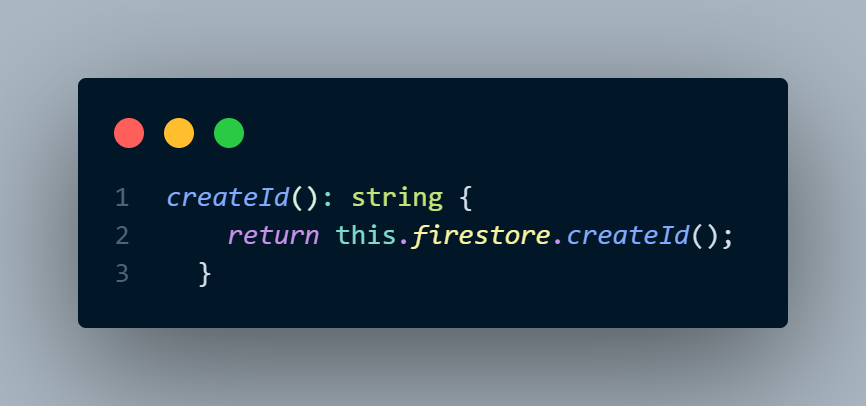 1 createId(): string {
2 return this.firestore.createId();
3 }